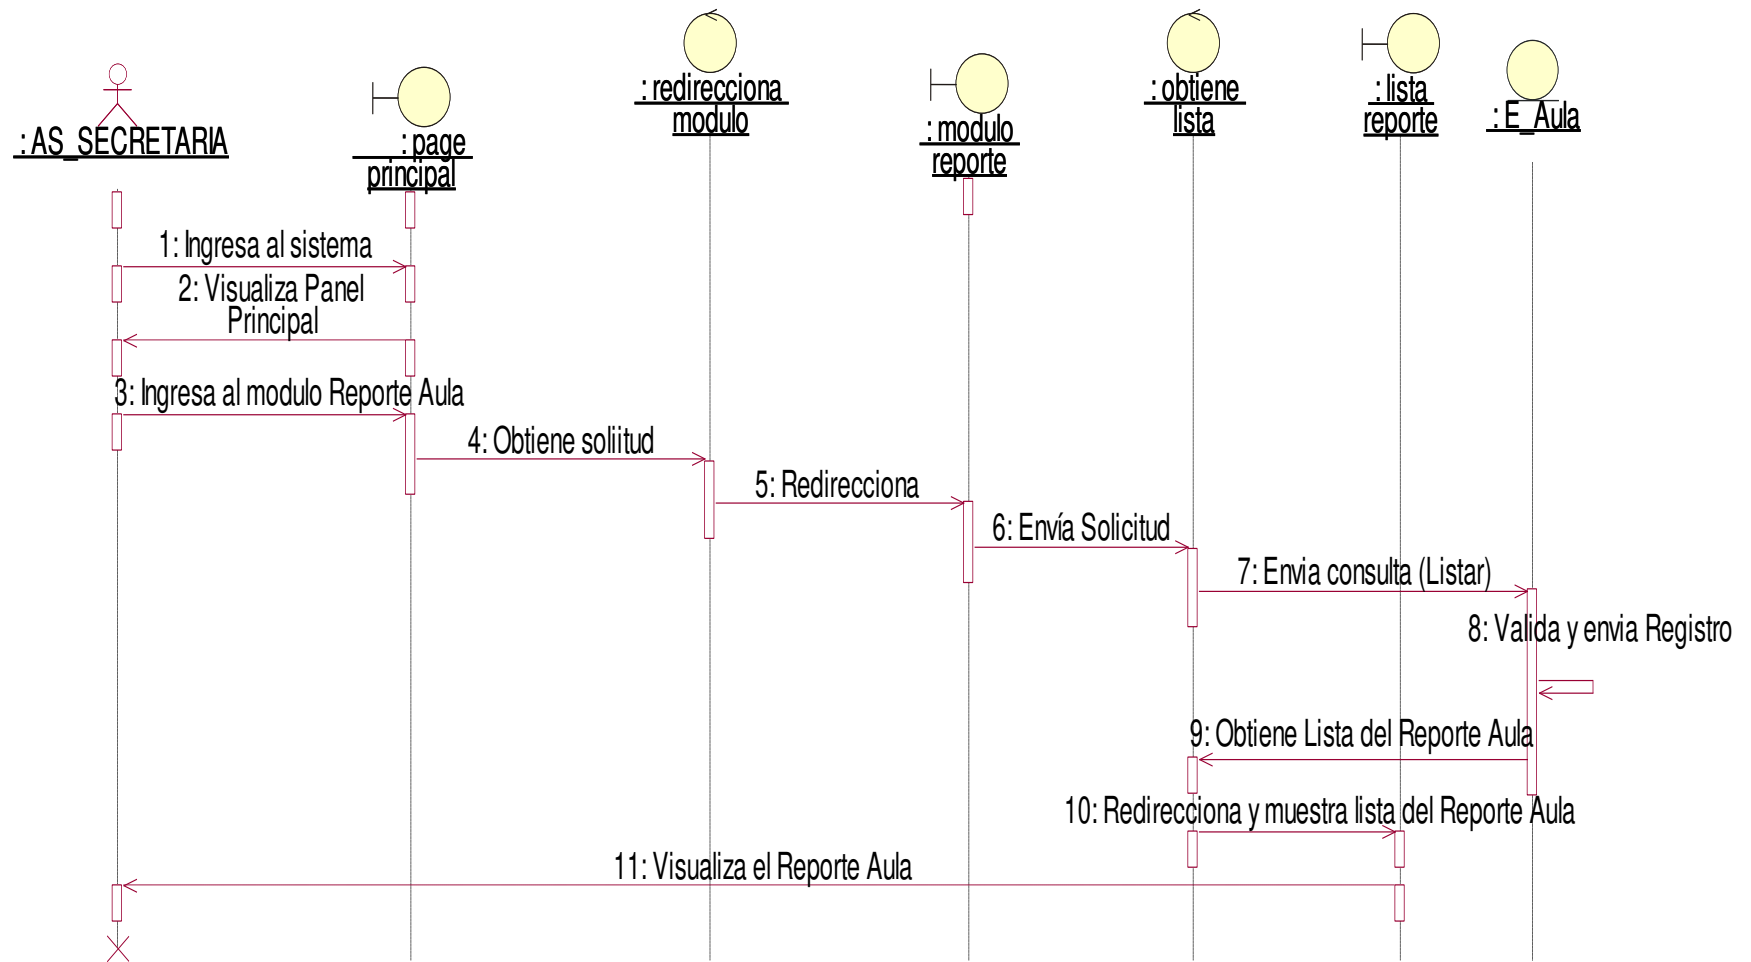 : AS_SECRETARIA
: page
principal
: redirecciona
modulo
: modulo
reporte
: obtiene
lista
: lista
reporte
: E_Aula
1: Ingresa al sistema
2: Visualiza Panel
Principal
3: Ingresa al modulo Reporte Aula
4: Obtiene soliitud
5: Redirecciona
6: Envía Solicitud
7: Envia consulta (Listar)
8: Valida y envia Registro
9: Obtiene Lista del Reporte Aula
10: Redirecciona y muestra lista del Reporte Aula
11: Visualiza el Reporte Aula